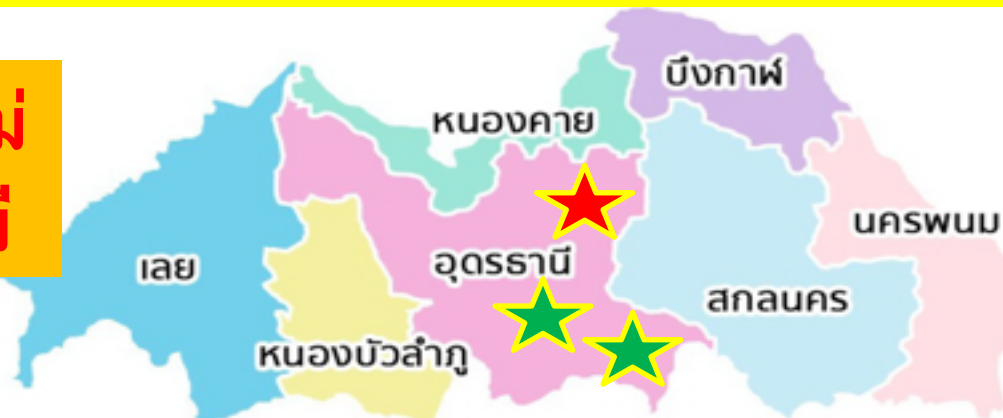 บึงกาฬ
หนองคาย
นครพนม
เลย
อุดรธานี
สกลนคร
หนองบัวลำภู